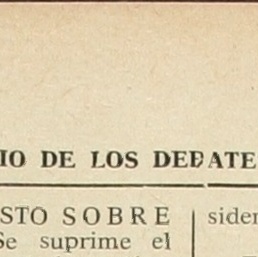 IO DE LOS DEBATE
STO SOBRE
Se suprime el
sider